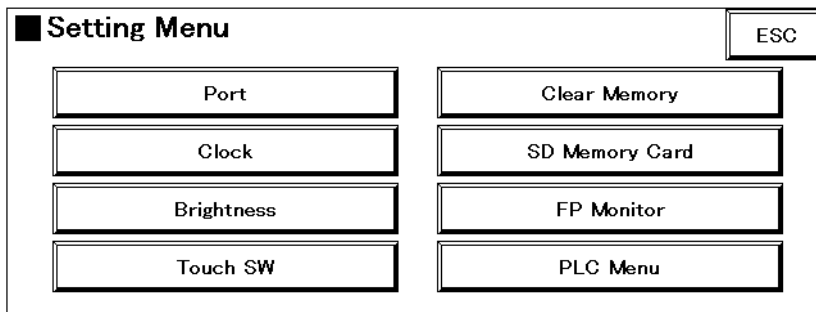 ■Setting Menu
ESC
Port
Clear Memory
Clock
SD Memory Card
Brightness
FP Monitor
Touch SW
PLC Menu